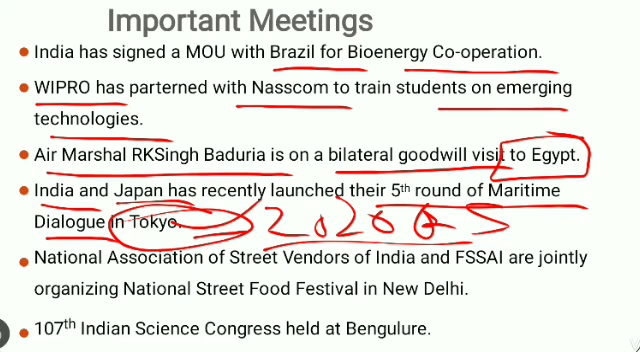 Important Meetings
India has signed a MOU with Brazil for Bioenergy Co-operation.
WIPRO has parterned with Nasscom to train students on emerging
technologies.
Air Marshal RKSingh Baduria is on a bilateral goodwill visit to Egypt.
India and Japan has recently launched their 5th round of Maritime
Dialogue in Tokyo. 2020
National Association of Street Vendors of India and FSSAI are jointly
organizing National Street Food Festival in New Delhi.
107th Indian Science Congress held at Bengulure.